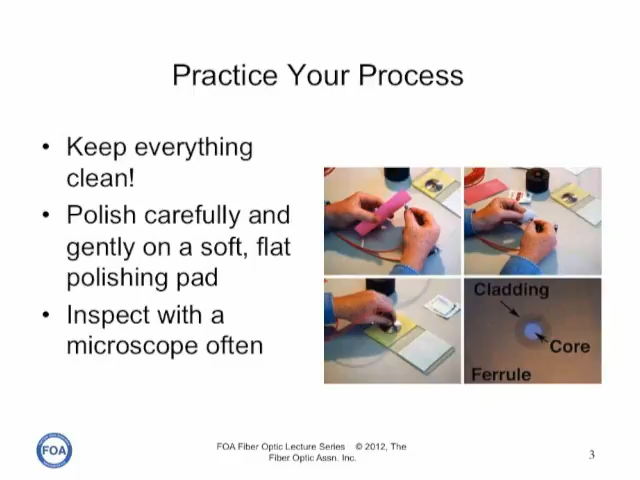 Practice Your Process
• Keep everything
clean!
• Polish carefully and
gently on a soft, flat
polishing pad
• Inspect with a
microscope often
Cladding
Core
Ferrule
FOA
FOA Fiber Optic Lecture Series © 2012, The
Fiber Optic Assn. Inc.
3